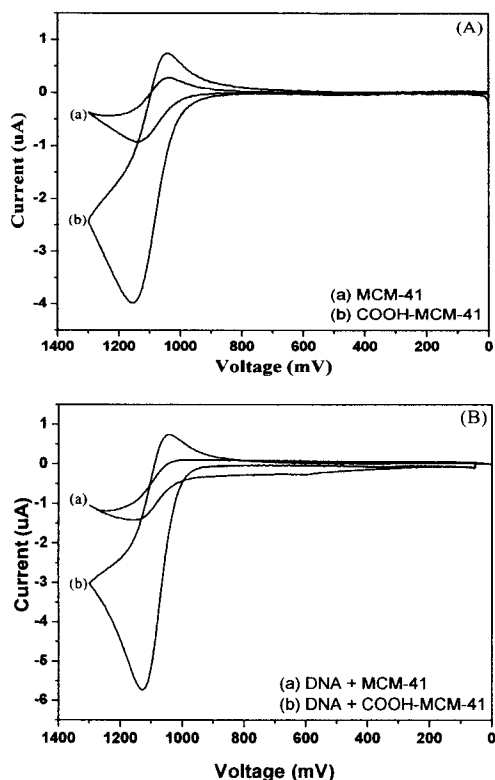 (A)
1
0
-1
-2
-3
-4
Current (uA)
(a)
(b)
(a) MCM-41
(b) COOH-MCM-41
1400 1200 1000 800 600 400 200 0
Voltage (mV)
(B)
1
0
-1
-2
-3
-4
-5
-6
Current (uA)
(a)
(b)
(a) DNA + MCM-41
(b) DNA + COOH-MCM-41
1400 1200 1000 800 600 400 200 0
Voltage (mV)